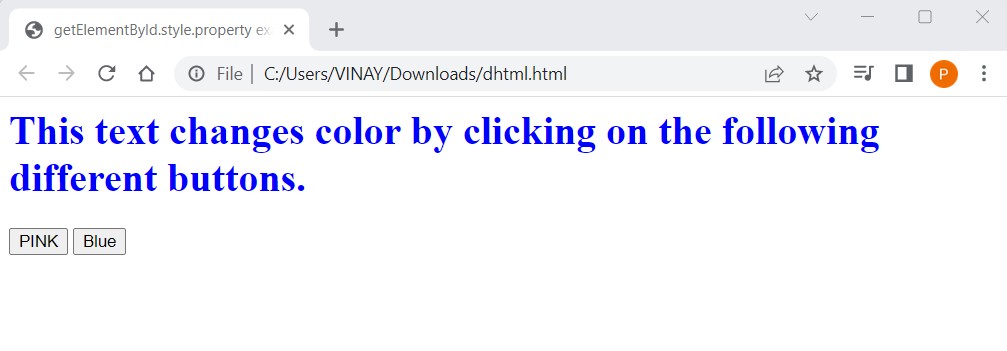 getElementById.style.property ex
File | C:/Users/VINAY/Downloads/dhtml.html
P
This text changes color by clicking on the following
different buttons.
PINK Blue